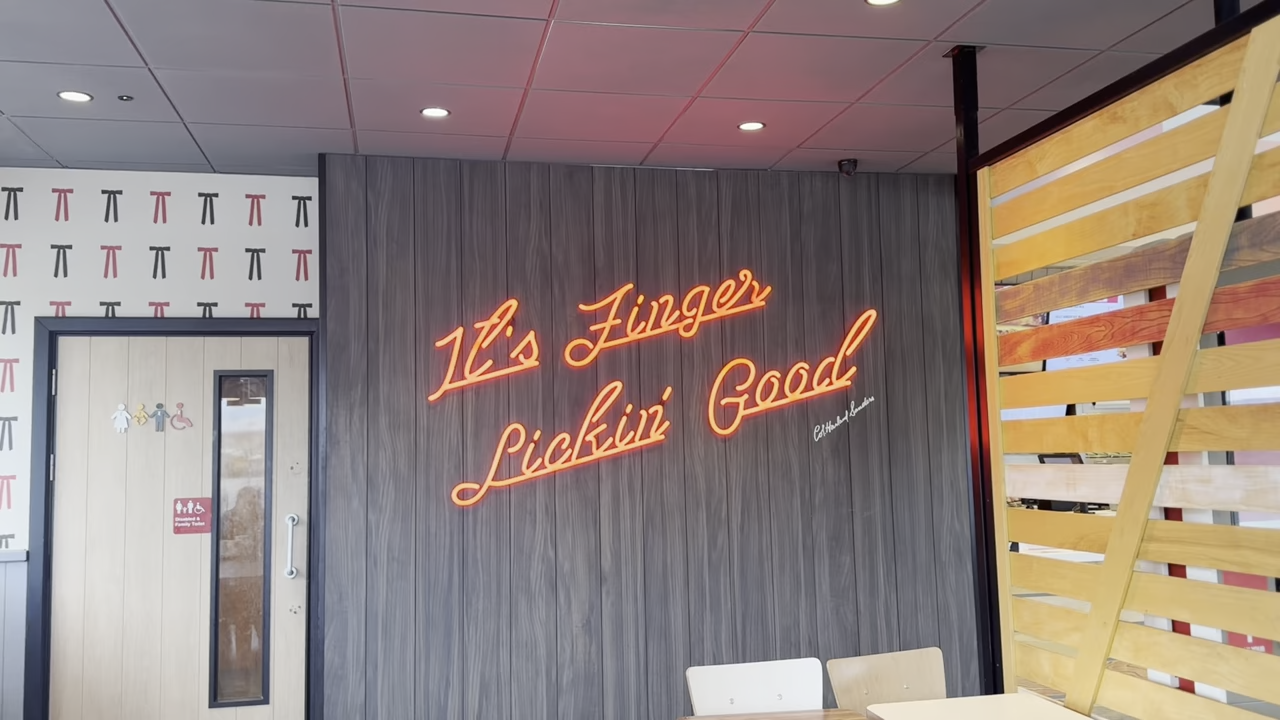 It's Finger
Lickin' Good
Col Harland Sanders
Disabled &
Family Toilet